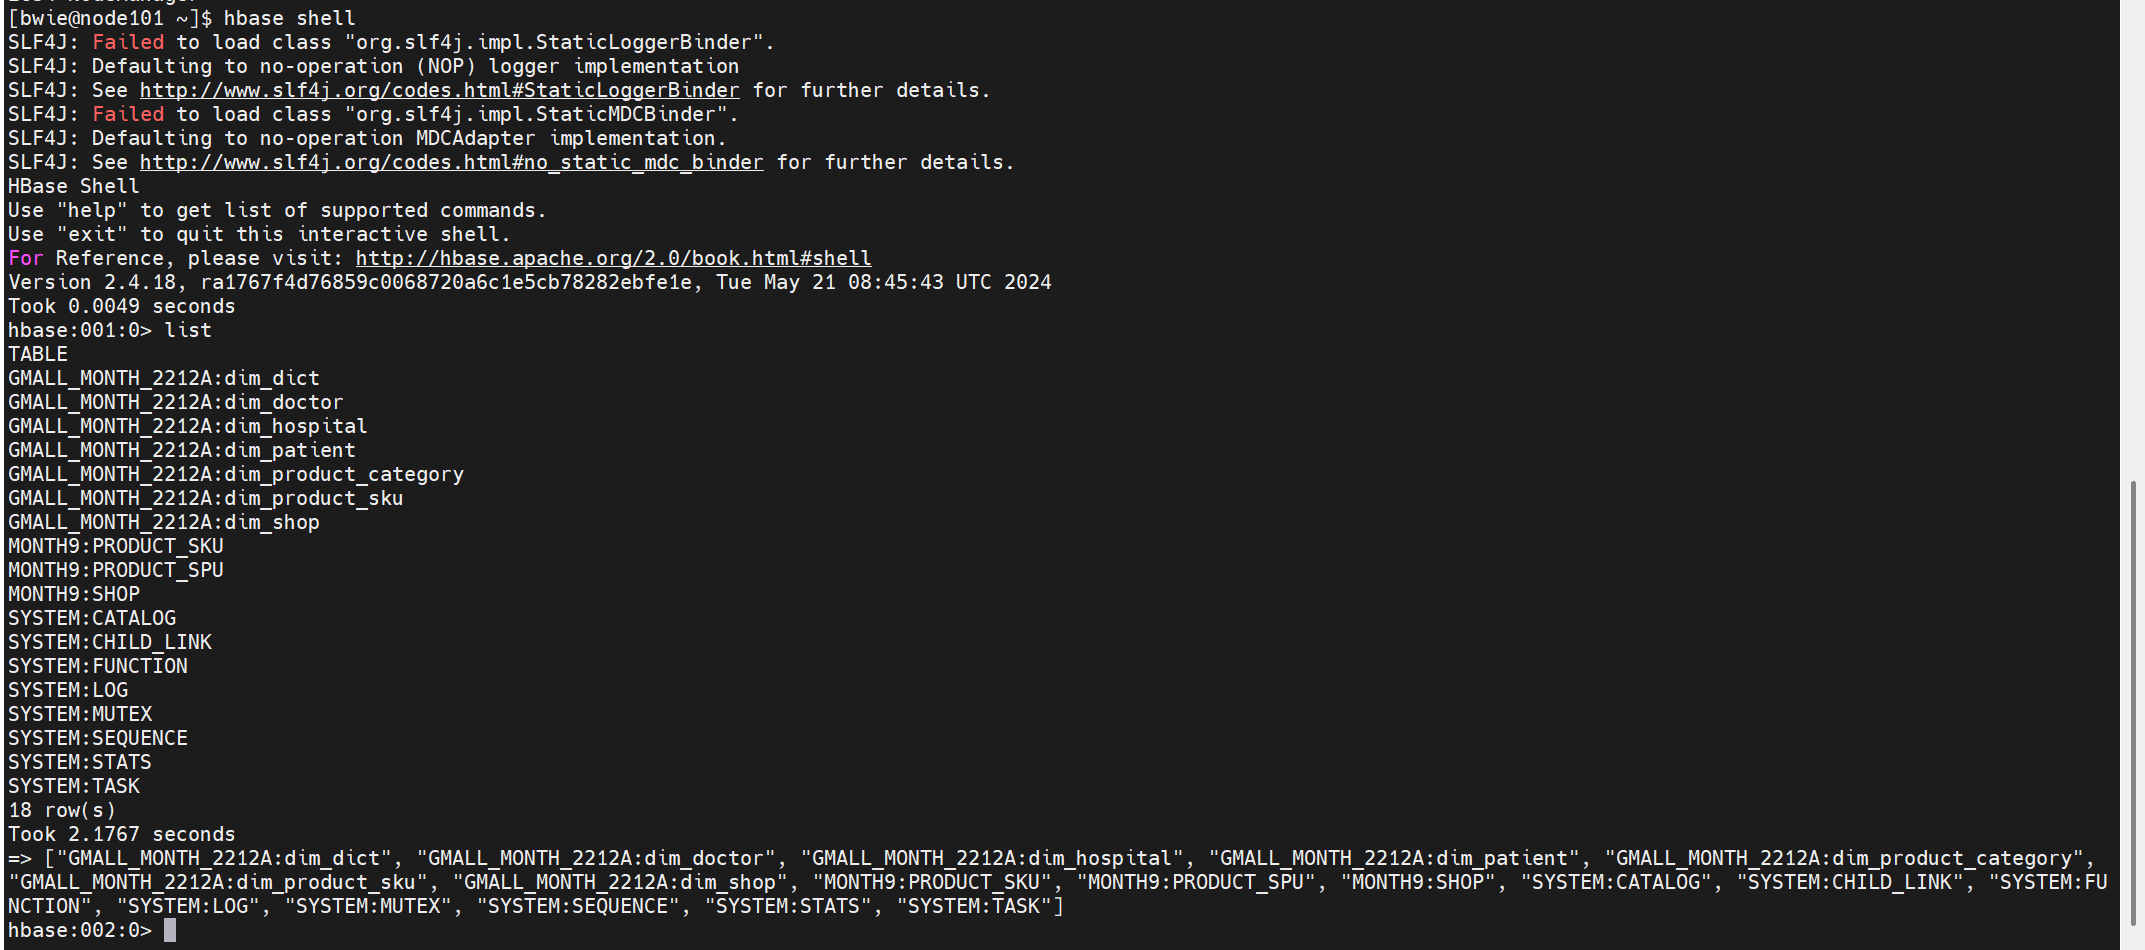 [bwie@node101 ~]$ hbase shell
SLF4J: Failed to load class "org.slf4j.impl.StaticLoggerBinder".
SLF4J: Defaulting to no-operation (NOP) logger implementation
SLF4J: See http://www.slf4j.org/codes.html#StaticLoggerBinder for further details.
SLF4J: Failed to load class "org.slf4j.impl.StaticMDCBinder".
SLF4J: Defaulting to no-operation MDCAdapter implementation.
SLF4J: See http://www.slf4j.org/codes.html#no_static_mdc_binder for further details.
HBase Shell
Use "help" to get list of supported commands.
Use "exit" to quit this interactive shell.
For Reference, please visit: http://hbase.apache.org/2.0/book.html#shell
Version 2.4.18, ra1767f4d76859c0068720a6c1e5cb78282ebfe1e, Tue May 21 08:45:43 UTC 2024
Took 0.0049 seconds
hbase:001:0> list
TABLE
GMALL_MONTH_2212A:dim_dict
GMALL_MONTH_2212A:dim_doctor
GMALL_MONTH_2212A:dim_hospital
GMALL_MONTH_2212A:dim_patient
GMALL_MONTH_2212A:dim_product_category
GMALL_MONTH_2212A:dim_product_sku
GMALL_MONTH_2212A:dim_shop
MONTH9:PRODUCT_SKU
MONTH9:PRODUCT_SPU
MONTH9:SHOP
SYSTEM:CATALOG
SYSTEM:CHILD_LINK
SYSTEM:FUNCTION
SYSTEM:LOG
SYSTEM:MUTEX
SYSTEM:SEQUENCE
SYSTEM:STATS
SYSTEM:TASK
18 row(s)
Took 2.1767 seconds
=> ["GMALL_MONTH_2212A:dim_dict", "GMALL_MONTH_2212A:dim_doctor", "GMALL_MONTH_2212A:dim_hospital", "GMALL_MONTH_2212A:dim_patient", "GMALL_MONTH_2212A:dim_product_category",
"GMALL_MONTH_2212A:dim_product_sku", "GMALL_MONTH_2212A:dim_shop", "MONTH9:PRODUCT_SKU", "MONTH9:PRODUCT_SPU", "MONTH9:SHOP", "SYSTEM:CATALOG", "SYSTEM:CHILD_LINK", "SYSTEM:FU
NCTION", "SYSTEM:LOG", "SYSTEM:MUTEX", "SYSTEM:SEQUENCE", "SYSTEM:STATS", "SYSTEM:TASK"]
hbase:002:0>